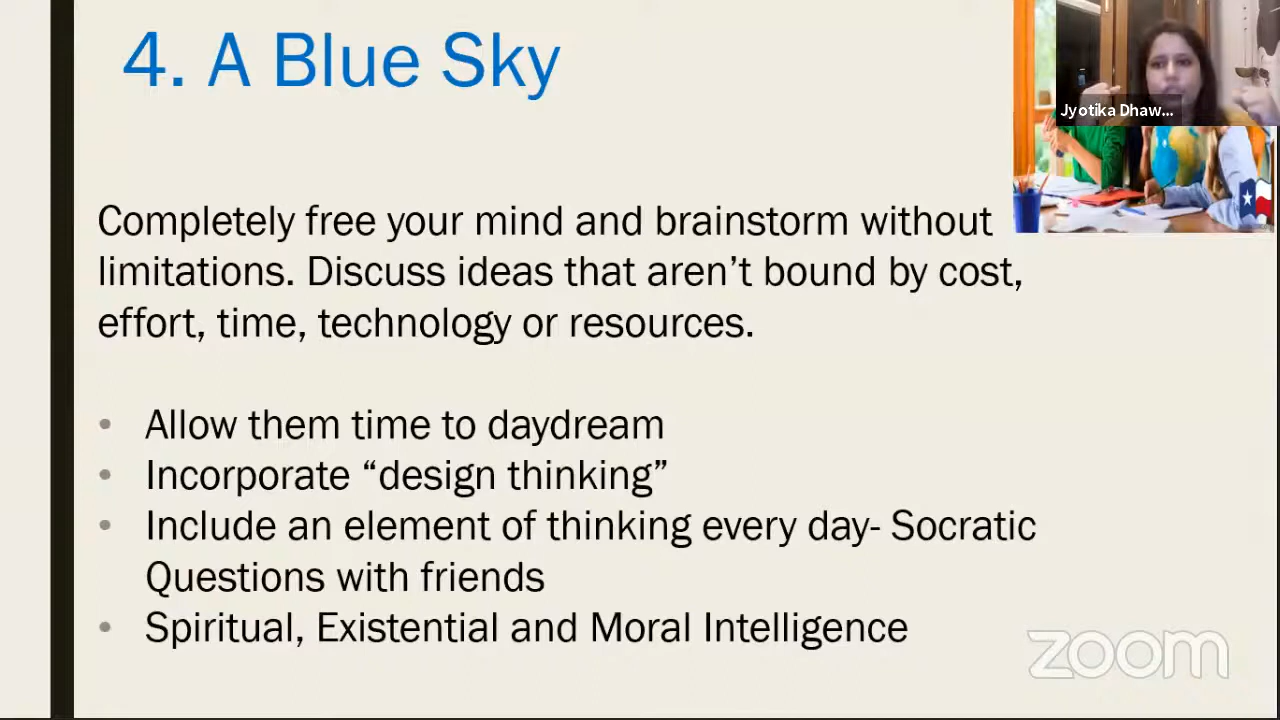 4. A Blue Sky
Jyotika Dhaw...
Completely free your mind and brainstorm without
limitations. Discuss ideas that aren’t bound by cost,
effort, time, technology or resources.
• Allow them time to daydream
• Incorporate “design thinking”
• Include an element of thinking every day- Socratic
Questions with friends
• Spiritual, Existential and Moral Intelligence
zoom